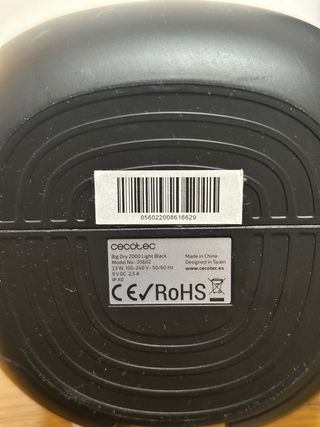 056022008616629
cecotec
Big Dry 2000 Light Black
Model No.: 05602
23 W, 100-240 V~ 50/60 Hz
9 V DC 2,5 A
IPX0
Made in China
Designed in Spain
www.cecotec.es
CE RoHS